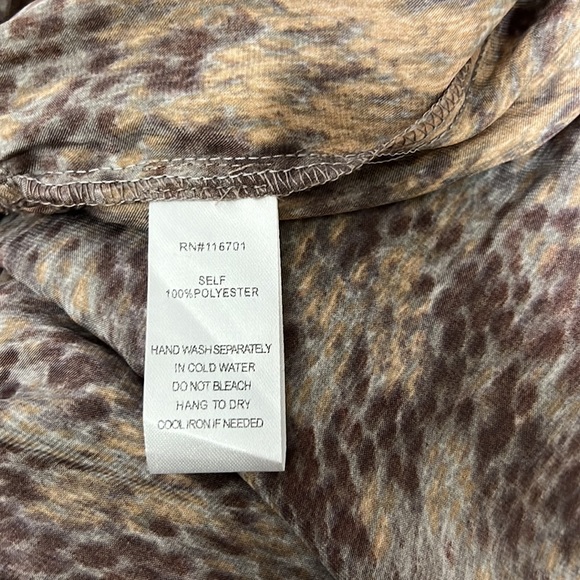 RN#116701
SELF
100%POLYESTER
HAND WASH SEPARATELY
IN COLD WATER
DO NOT BLEACH
HANG TO DRY
COOL IRON IF NEEDED